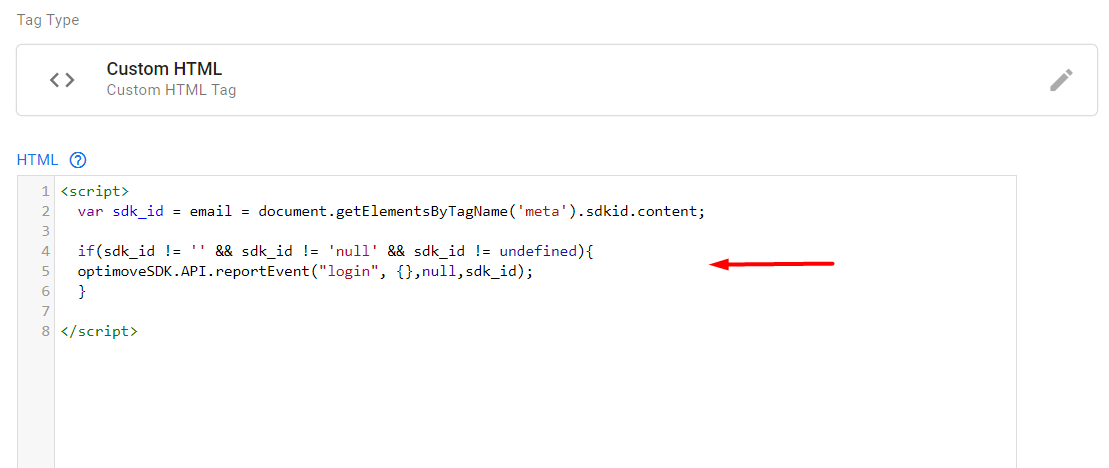 Tag Type
<> Custom HTML
Custom HTML Tag
HTML ?
1 <script>
2 var sdk_id = email = document.getElementsByTagName('meta').sdkid.content;
3
4 if(sdk_id != '' && sdk_id != 'null' && sdk_id != undefined){
5 optimoveSDK.API.reportEvent("login", {},null,sdk_id);
6 }
7
8 </script>